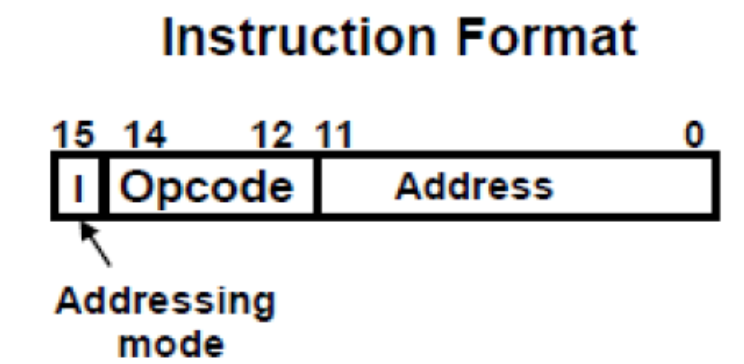 Instruction Format
15 14 12 11 0
I Opcode Address
Addressing
mode